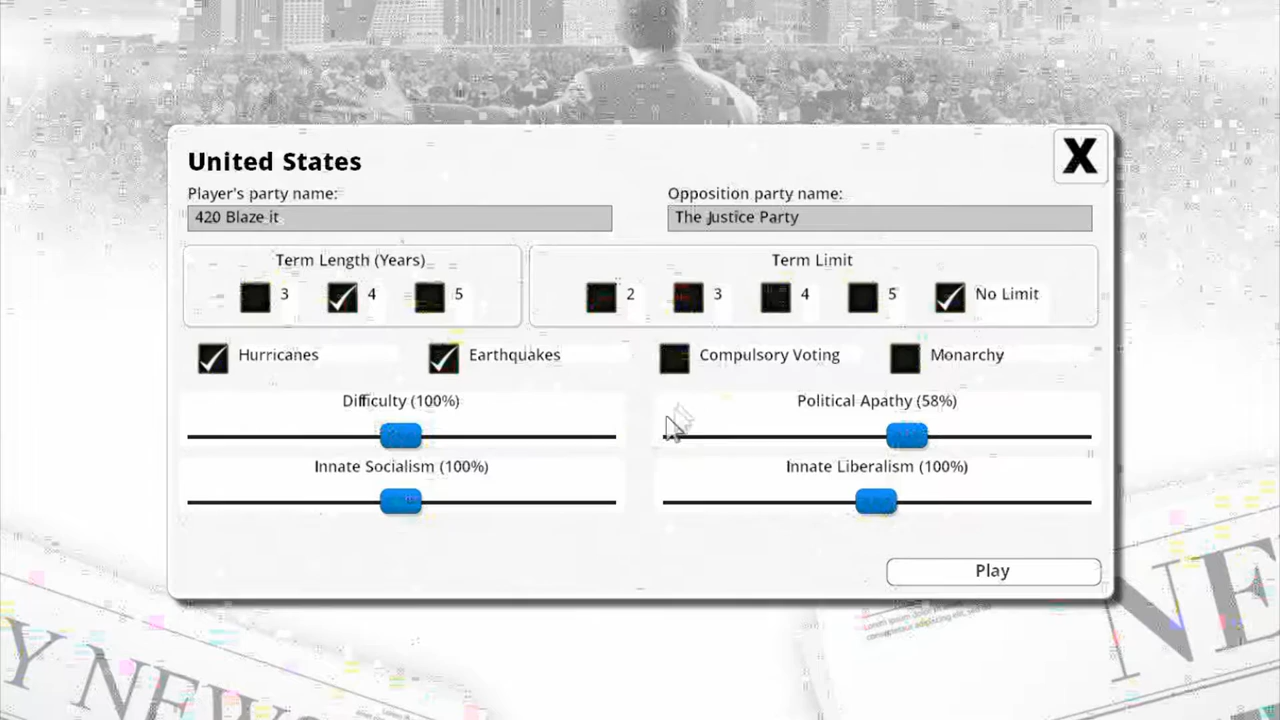 United States
X
Player's party name:
Opposition party name:
420 Blaze it
The Justice Party
Term Length (Years)
Term Limit
3
4
5
2
3
4
5
No Limit
Hurricanes
Earthquakes
Compulsory Voting
Monarchy
Difficulty (100%)
Political Apathy (58%)
Innate Socialism (100%)
Innate Liberalism (100%)
Play
Y NEWS
NE